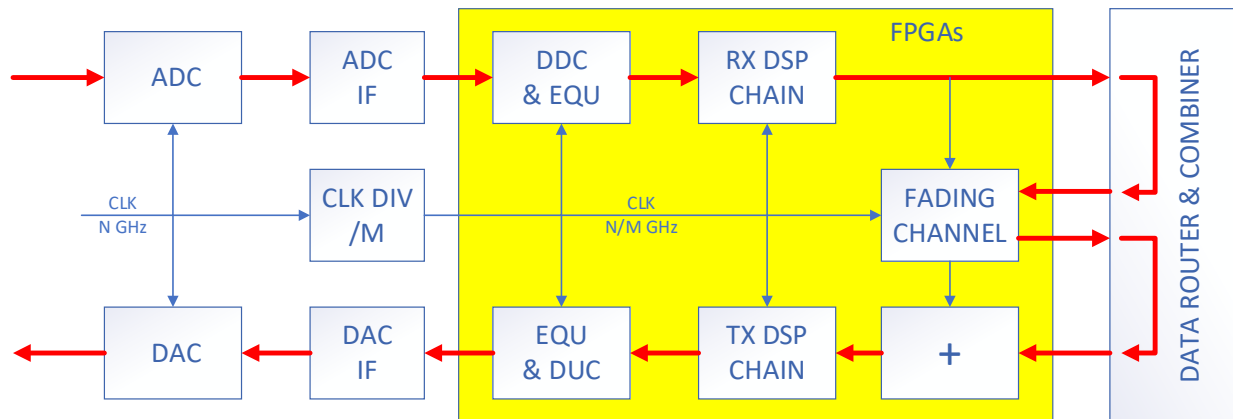 FPGAs
ADC
ADC
IF
DDC
& EQU
RX DSP
CHAIN
CLK
N GHz
CLK DIV
/M
CLK
N/M GHz
FADING
CHANNEL
DAC
DAC
IF
EQU
& DUC
TX DSP
CHAIN
+
DATA ROUTER & COMBINER